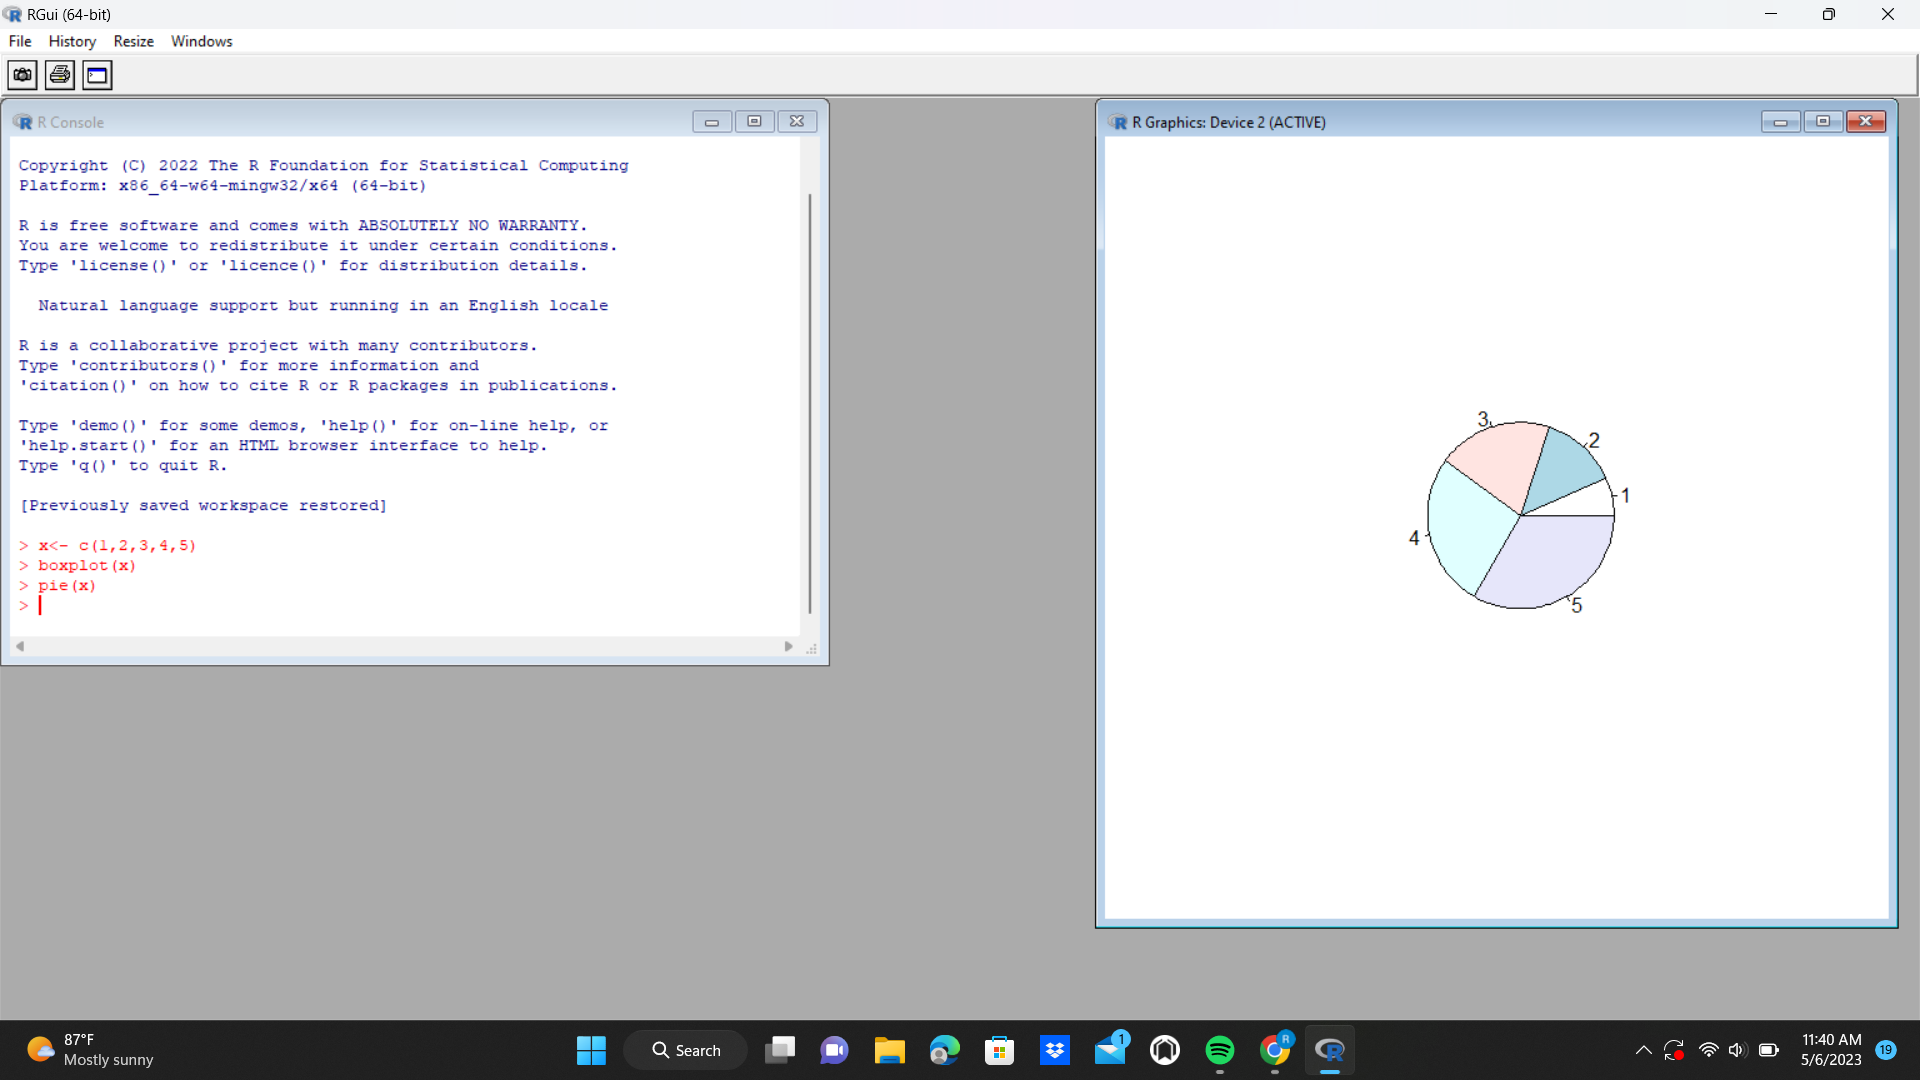 RGui (64-bit)
File History Resize Windows
R Console
Copyright (C) 2022 The R Foundation for Statistical Computing
Platform: x86_64-w64-mingw32/x64 (64-bit)
R is free software and comes with ABSOLUTELY NO WARRANTY.
You are welcome to redistribute it under certain conditions.
Type 'license()' or 'licence()' for distribution details.
Natural language support but running in an English locale
R is a collaborative project with many contributors.
Type 'contributors()' for more information and
'citation()' on how to cite R or R packages in publications.
Type 'demo()' for some demos, 'help()' for on-line help, or
'help.start()' for an HTML browser interface to help.
Type 'q()' to quit R.
[Previously saved workspace restored]
> x<- c(1,2,3,4,5)
> boxplot(x)
> pie(x)
>
R Graphics: Device 2 (ACTIVE)
3
2
1
4
5
87°F
Mostly sunny
Search
1
R
R
11:40 AM
5/6/2023
19